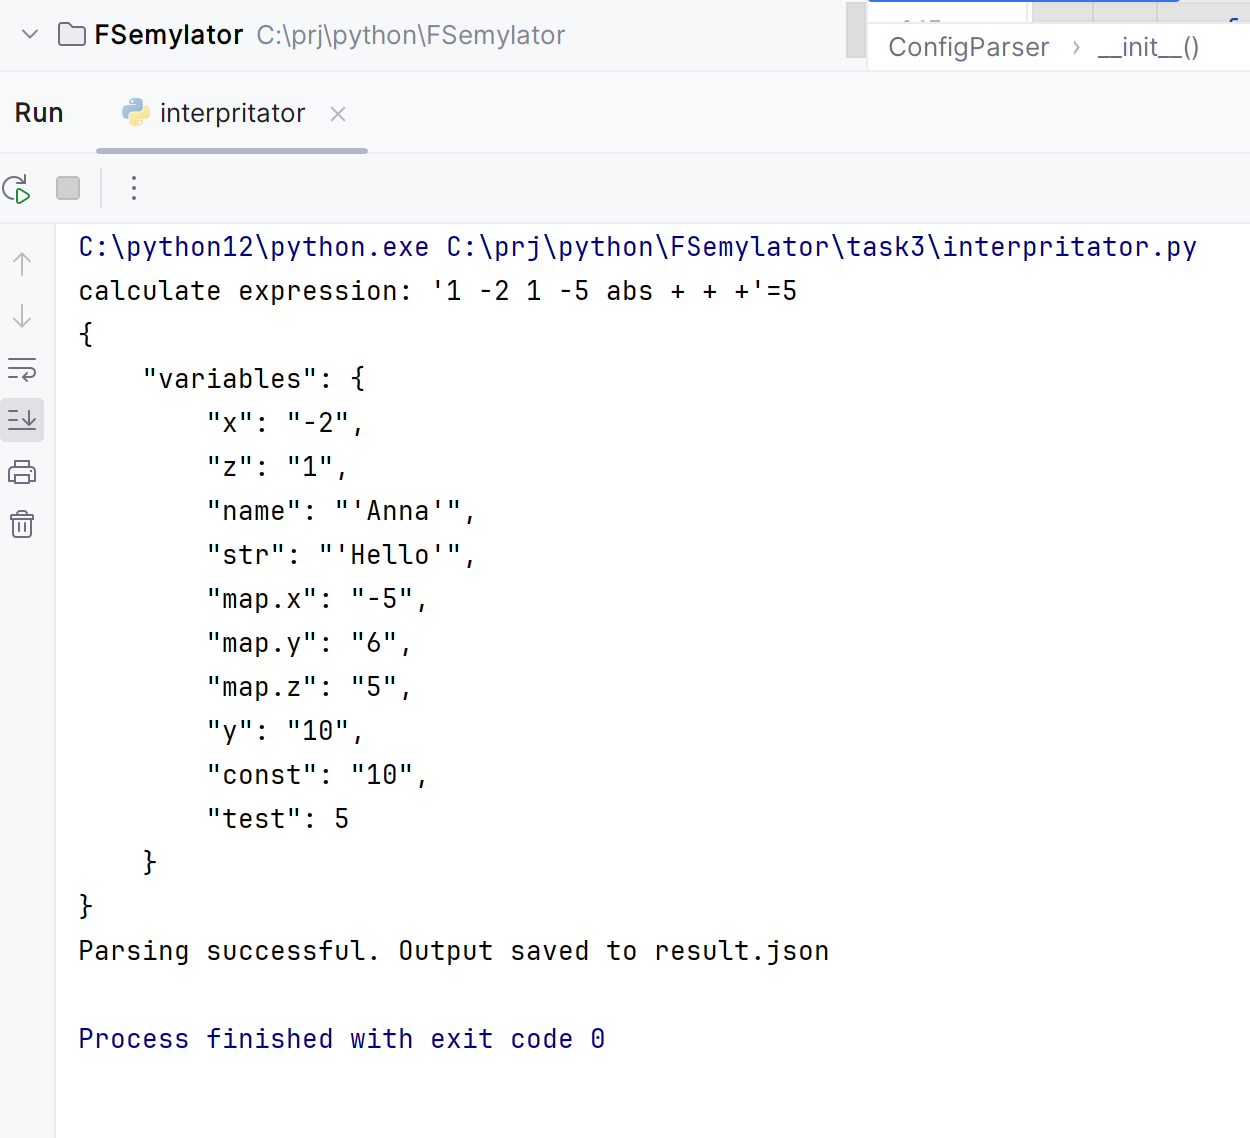 FSemylator C:\prj\python\FSemylator
ConfigParser › __init__()
Run interpritator
C:\python12\python.exe C:\prj\python\FSemylator\task3\interpritator.py
calculate expression: '1 -2 1 -5 abs + + +'=5
{
    "variables": {
        "x": "-2",
        "z": "1",
        "name": "'Anna'",
        "str": "'Hello'",
        "map.x": "-5",
        "map.y": "6",
        "map.z": "5",
        "y": "10",
        "const": "10",
        "test": 5
    }
}
Parsing successful. Output saved to result.json
Process finished with exit code 0